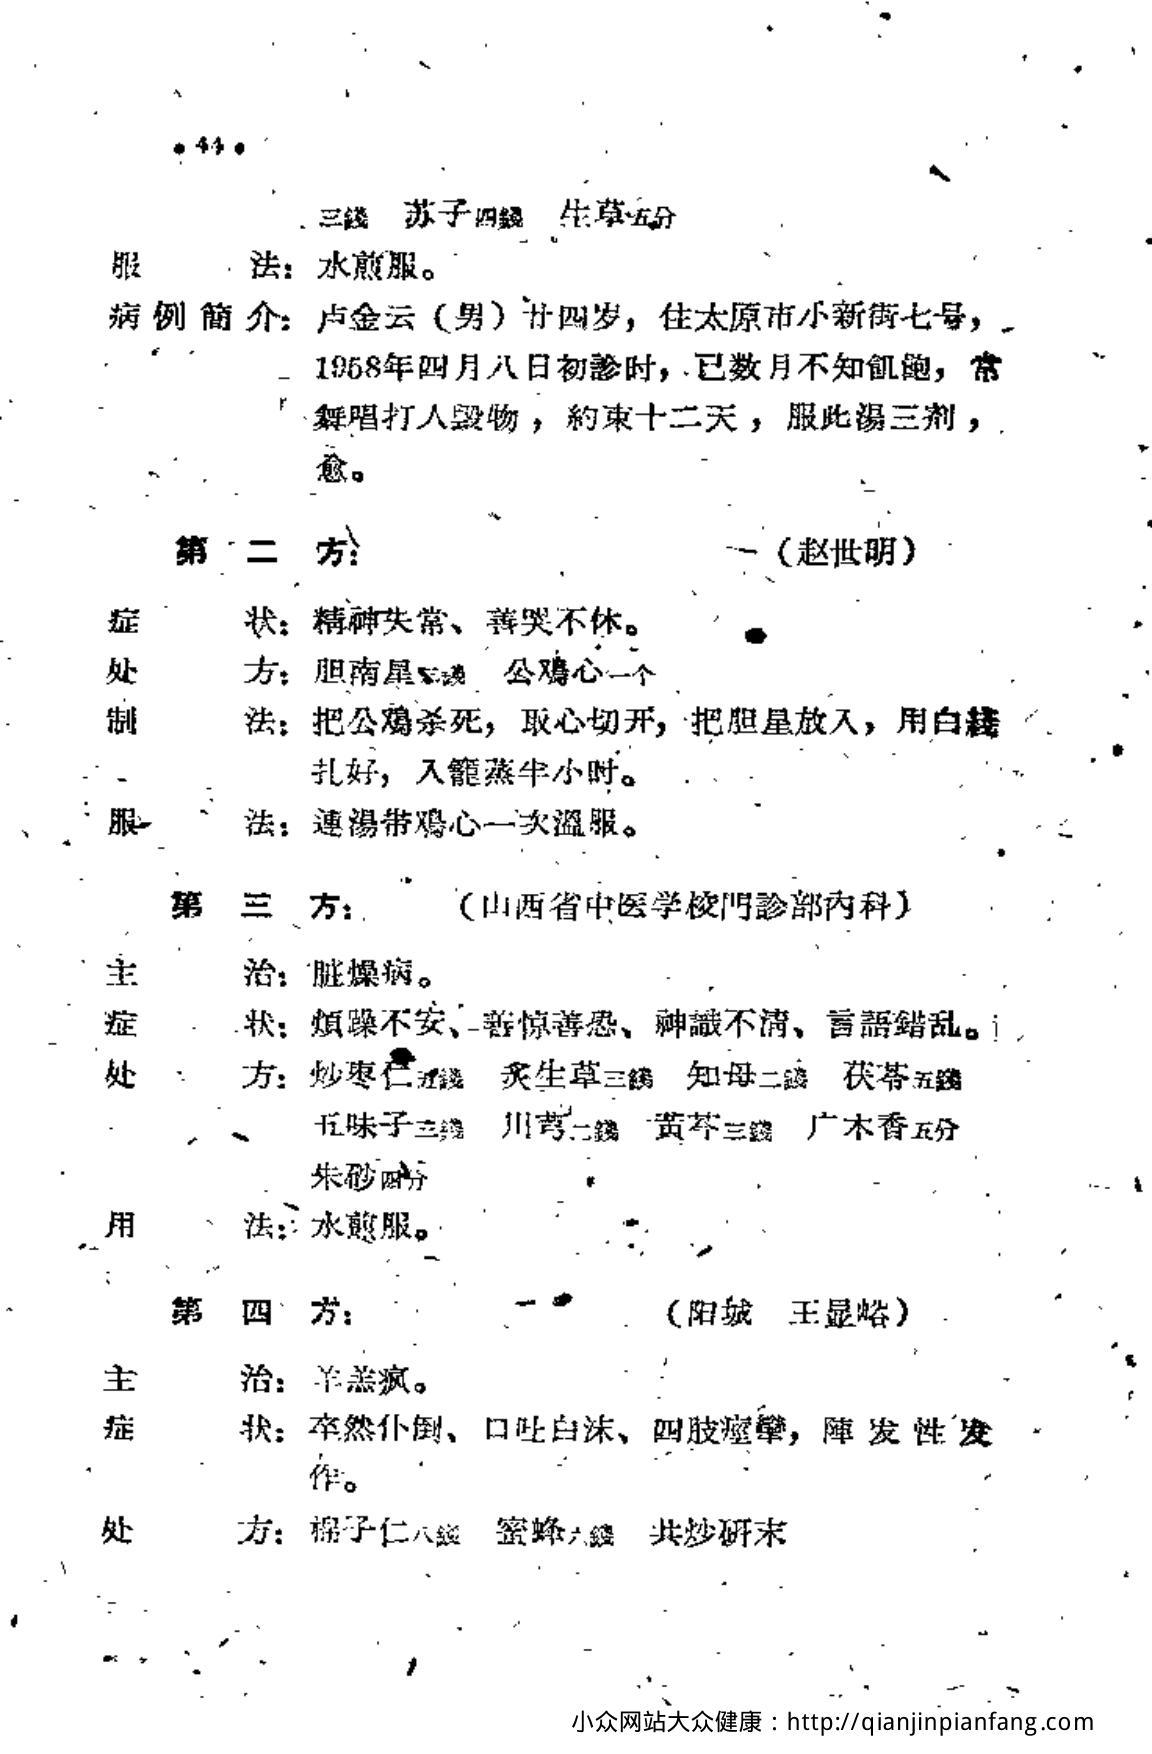 • 44 •
三錢　苏子四錢　生草五分
服法：水煎服。
病例簡介：卢金云（男）廿四岁，住太原市小新街七号，
1958年四月八日初診时，已数月不知飢飽，常
舞唱打人毁物，約束十二天，服此湯三剂，
愈。
第二方：（赵世明）
症状：精神失常、善哭不休。
处方：胆南星三錢　公鷄心一个
制法：把公鷄杀死，取心切开，把胆星放入，用白綫
扎好，入籠蒸半小时。
服法：連湯带鷄心一次溫服。
第三方：（山西省中医学校門診部內科）
主治：脏燥病。
症状：煩躁不安、善惊善恐、神識不清、言語錯乱。
处方：炒枣仁錢　炙生草三錢　知母二錢　茯苓五錢
五味子三錢　川芎二錢　黃芩三錢　广木香五分
朱砂四分
用法：水煎服。
第四方：（阳城　王显峪）
主治：羊羔疯。
症状：卒然仆倒、口吐白沫、四肢痙攣，陣发性发
作。
处方：棉子仁八錢　蜜蜂六錢　共炒研末
小众网站大众健康：http://qianjinpianfang.com